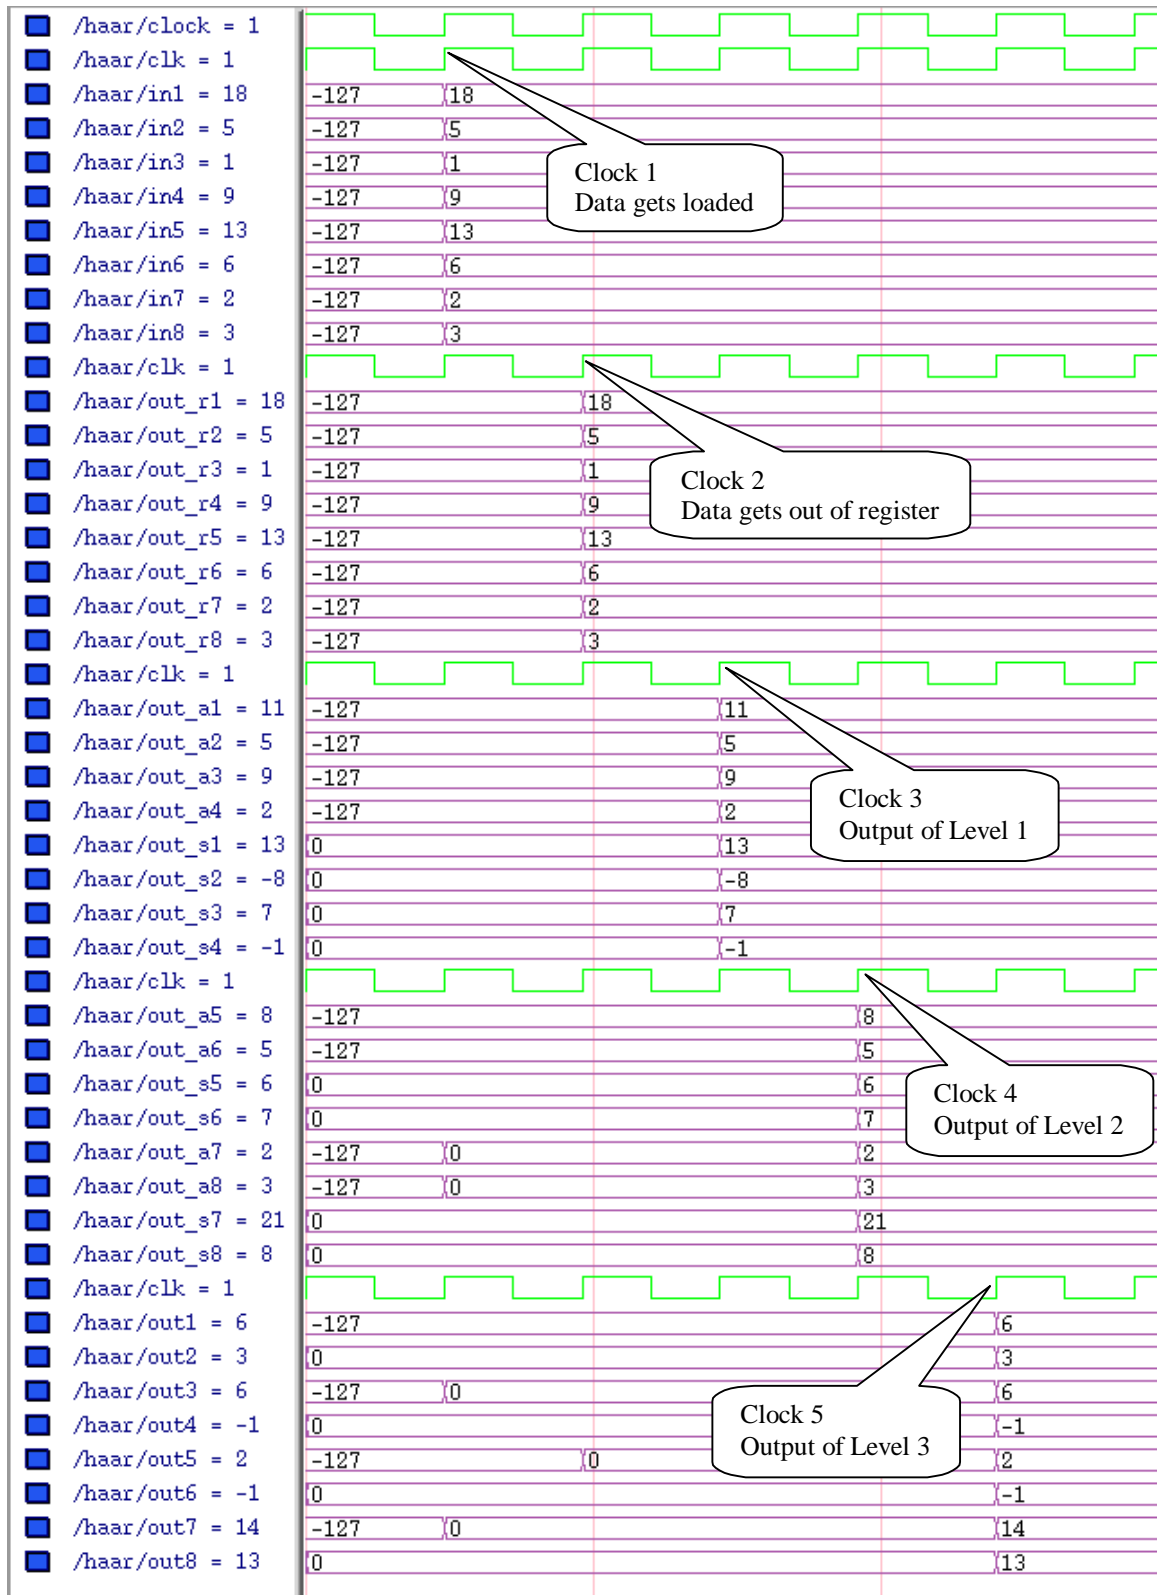 /haar/clock = 1
/haar/clk = 1
/haar/in1 = 18 -127 18
/haar/in2 = 5 -127 5
/haar/in3 = 1 -127 1
/haar/in4 = 9 -127 9
/haar/in5 = 13 -127 13
/haar/in6 = 6 -127 6
/haar/in7 = 2 -127 2
/haar/in8 = 3 -127 3
Clock 1
Data gets loaded
/haar/clk = 1
/haar/out_r1 = 18 -127 18
/haar/out_r2 = 5 -127 5
/haar/out_r3 = 1 -127 1
/haar/out_r4 = 9 -127 9
/haar/out_r5 = 13 -127 13
/haar/out_r6 = 6 -127 6
/haar/out_r7 = 2 -127 2
/haar/out_r8 = 3 -127 3
Clock 2
Data gets out of register
/haar/clk = 1
/haar/out_a1 = 11 -127 11
/haar/out_a2 = 5 -127 5
/haar/out_a3 = 9 -127 9
/haar/out_a4 = 2 -127 2
/haar/out_s1 = 13 0 13
/haar/out_s2 = -8 0 -8
/haar/out_s3 = 7 0 7
/haar/out_s4 = -1 0 -1
Clock 3
Output of Level 1
/haar/clk = 1
/haar/out_a5 = 8 -127 8
/haar/out_a6 = 5 -127 5
/haar/out_s5 = 6 0 6
/haar/out_s6 = 7 0 7
/haar/out_a7 = 2 -127 0 2
/haar/out_a8 = 3 -127 0 3
/haar/out_s7 = 21 0 21
/haar/out_s8 = 8 0 8
Clock 4
Output of Level 2
/haar/clk = 1
/haar/out1 = 6 -127 6
/haar/out2 = 3 0 3
/haar/out3 = 6 -127 0 6
/haar/out4 = -1 0 -1
/haar/out5 = 2 -127 0 2
/haar/out6 = -1 0 -1
/haar/out7 = 14 -127 0 14
/haar/out8 = 13 0 13
Clock 5
Output of Level 3